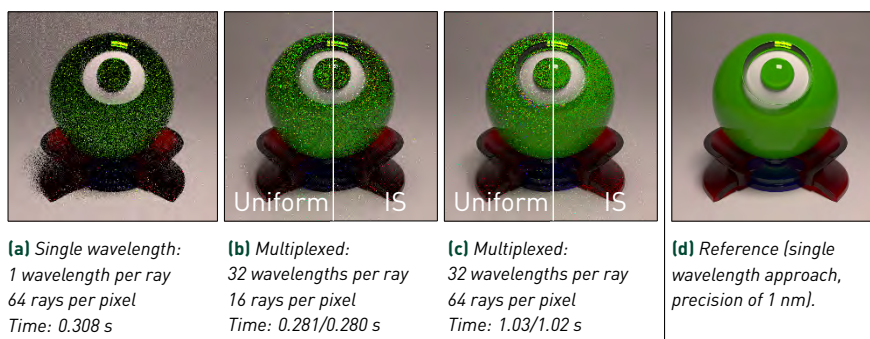 Uniform IS
Uniform IS
(a) Single wavelength:
1 wavelength per ray
64 rays per pixel
Time: 0.308 s
(b) Multiplexed:
32 wavelengths per ray
16 rays per pixel
Time: 0.281/0.280 s
(c) Multiplexed:
32 wavelengths per ray
64 rays per pixel
Time: 1.03/1.02 s
(d) Reference (single
wavelength approach,
precision of 1 nm).